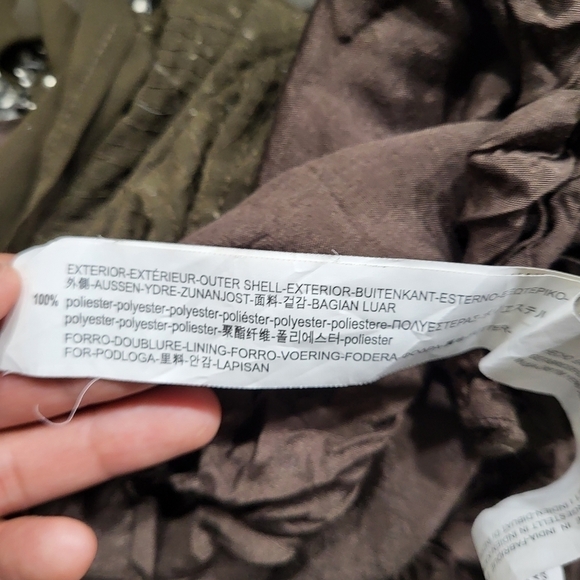 EXTERIOR-EXTÉRIEUR-OUTER SHELL-EXTERIOR-BUITENKANT-ESTERNO-
外側-AUSSEN-YDRE-ZUNANJOST-面料-겉감-BAGIAN LUAR
100% poliester-polyester-polyester-poliéster-polyester-poliestere-ΠΟΛΥΕΣΤΕΡΑΣ-
polyester-polyester-poliester-聚酯纤维-폴리에스터-poliester
FORRO-DOUBLURE-LINING-FORRO-VOERING-FODERA-
FOR-PODLOGA-里料-안감-LAPISAN